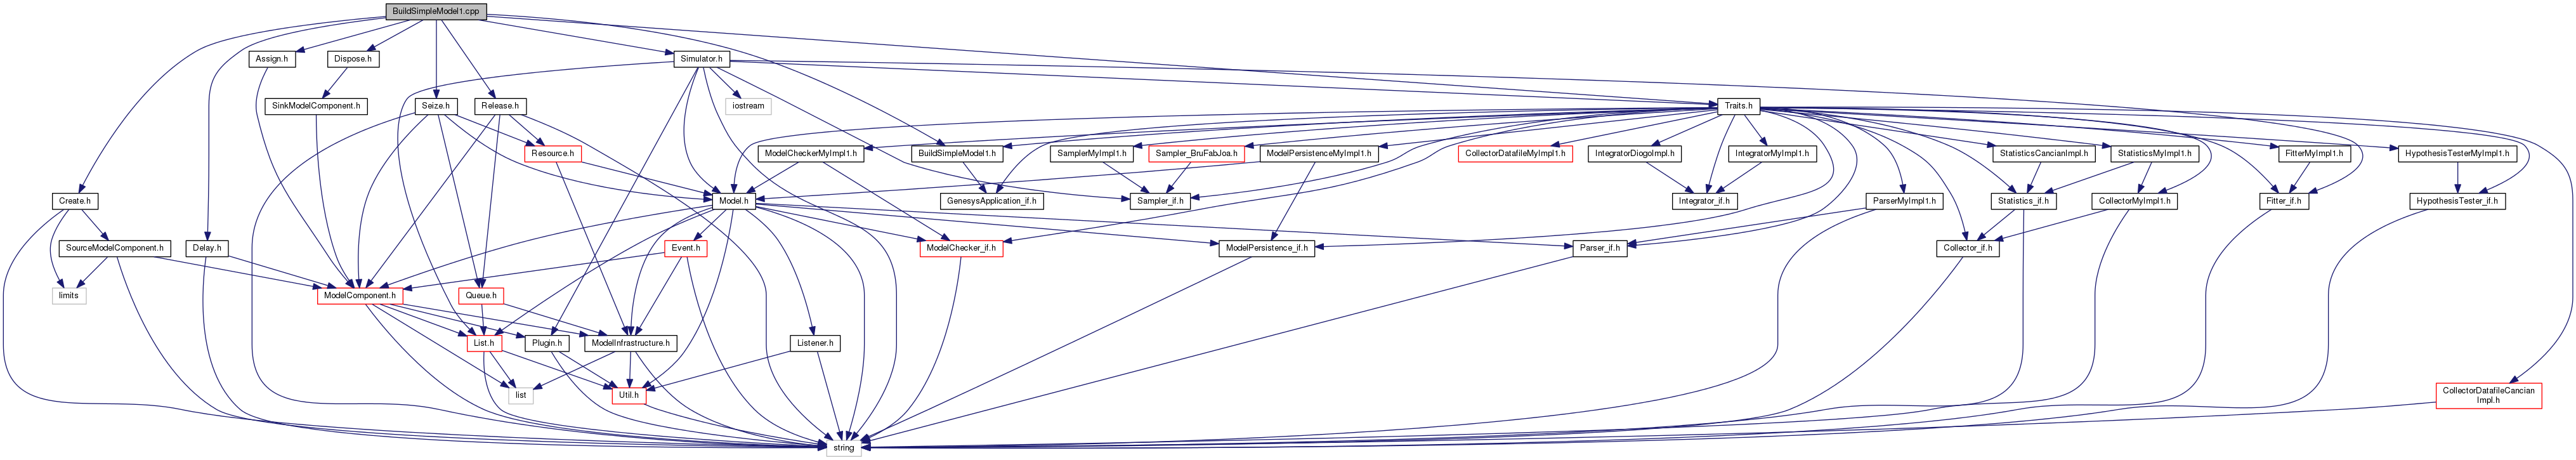 BuildSimpleModel1.cpp
Assign.h
Dispose.h
Simulator.h
SinkModelComponent.h
Seize.h
Release.h
iostream
Traits.h
Resource.h
ModelCheckerMyImpl1.h
BuildSimpleModel1.h
SamplerMyImpl1.h
Sampler_BruFabJoa.h
ModelPersistenceMyImpl1.h
CollectorDatafileMyImpl1.h
IntegratorDiogoImpl.h
IntegratorMyImpl1.h
StatisticsCancianImpl.h
StatisticsMyImpl1.h
FitterMyImpl1.h
HypothesisTesterMyImpl1.h
Create.h
Model.h
GenesysApplication_if.h
Sampler_if.h
Integrator_if.h
ParserMyImpl1.h
Statistics_if.h
CollectorMyImpl1.h
Fitter_if.h
HypothesisTester_if.h
SourceModelComponent.h
Delay.h
Event.h
ModelChecker_if.h
ModelPersistence_if.h
Parser_if.h
Collector_if.h
limits
ModelComponent.h
Queue.h
List.h
Plugin.h
ModelInfrastructure.h
Listener.h
list
Util.h
CollectorDatafileCancian
Impl.h
string